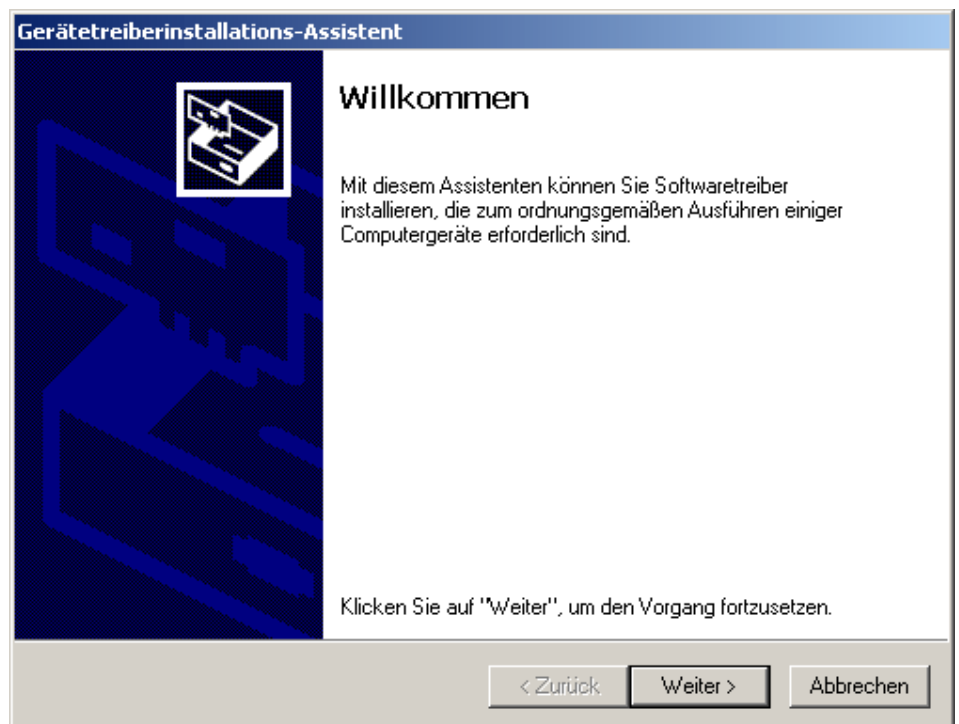 Gerätetreiberinstallations-Assistent
Willkommen
Mit diesem Assistenten können Sie Softwaretreiber
installieren, die zum ordnungsgemäßen Ausführen einiger
Computergeräte erforderlich sind.
Klicken Sie auf "Weiter", um den Vorgang fortzusetzen.
< Zurück Weiter > Abbrechen